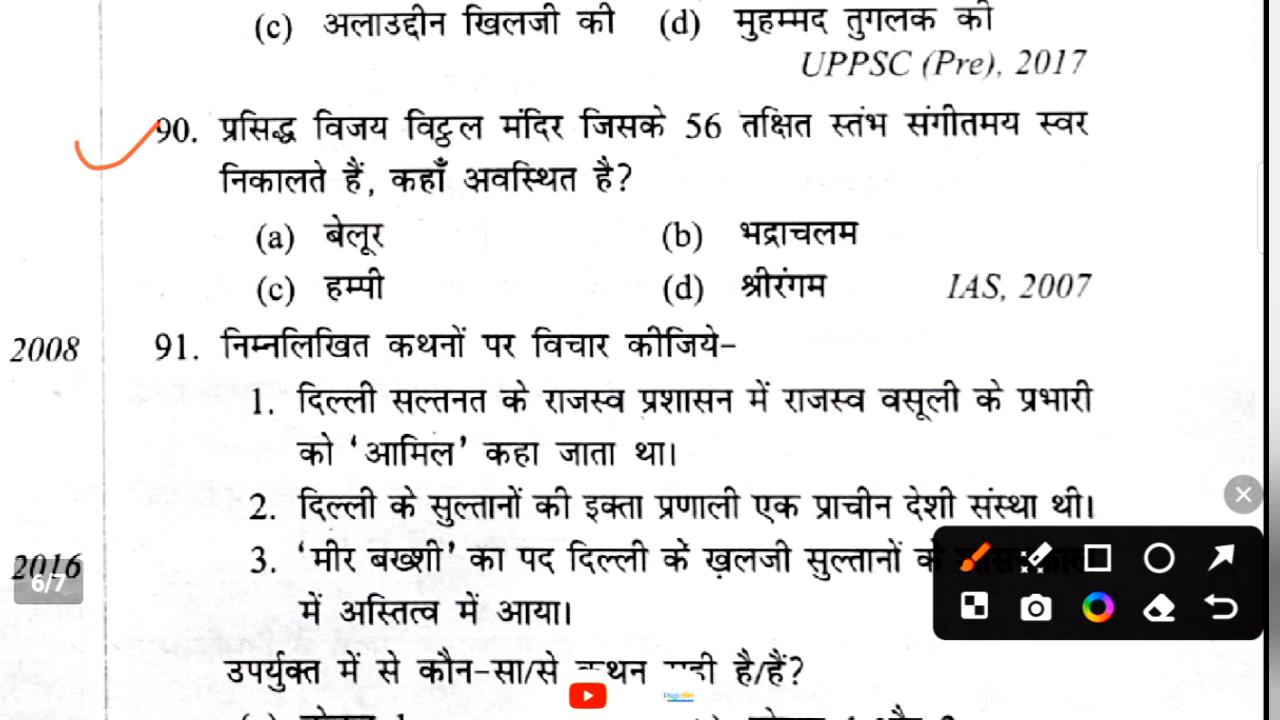 (c) अलाउद्दीन खिलजी की (d) मुहम्मद तुगलक की
UPPSC (Pre), 2017
90. प्रसिद्ध विजय विट्ठल मंदिर जिसके 56 तक्षित स्तंभ संगीतमय स्वर
निकालते हैं, कहाँ अवस्थित है?
(a) बेलूर (b) भद्राचलम
(c) हम्पी (d) श्रीरंगम IAS, 2007
2008 91. निम्नलिखित कथनों पर विचार कीजिये-
1. दिल्ली सल्तनत के राजस्व प्रशासन में राजस्व वसूली के प्रभारी
को ‘आमिल’ कहा जाता था।
2. दिल्ली के सुल्तानों की इक्ता प्रणाली एक प्राचीन देशी संस्था थी।
2016 3. ‘मीर बख्शी’ का पद दिल्ली के ख़लजी सुल्तानों के
6/7
में अस्तित्व में आया।
उपर्युक्त में से कौन-सा/से कथन है/हैं?